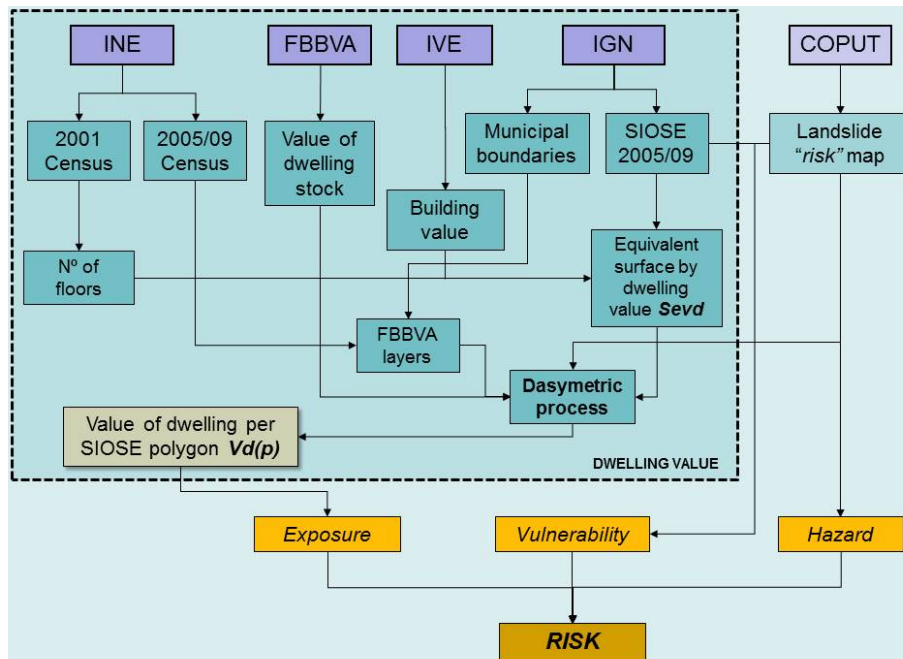 INE
FBBVA
IVE
IGN
COPUT
2001
Census
2005/09
Census
Value of
dwelling
stock
Municipal
boundaries
SIOSE
2005/09
Landslide
“risk” map
Building
value
Nº of
floors
Equivalent
surface by
dwelling
value Sevd
FBBVA
layers
Dasymetric
process
Value of dwelling per
SIOSE polygon Vd(p)
DWELLING VALUE
Exposure
Vulnerability
Hazard
RISK